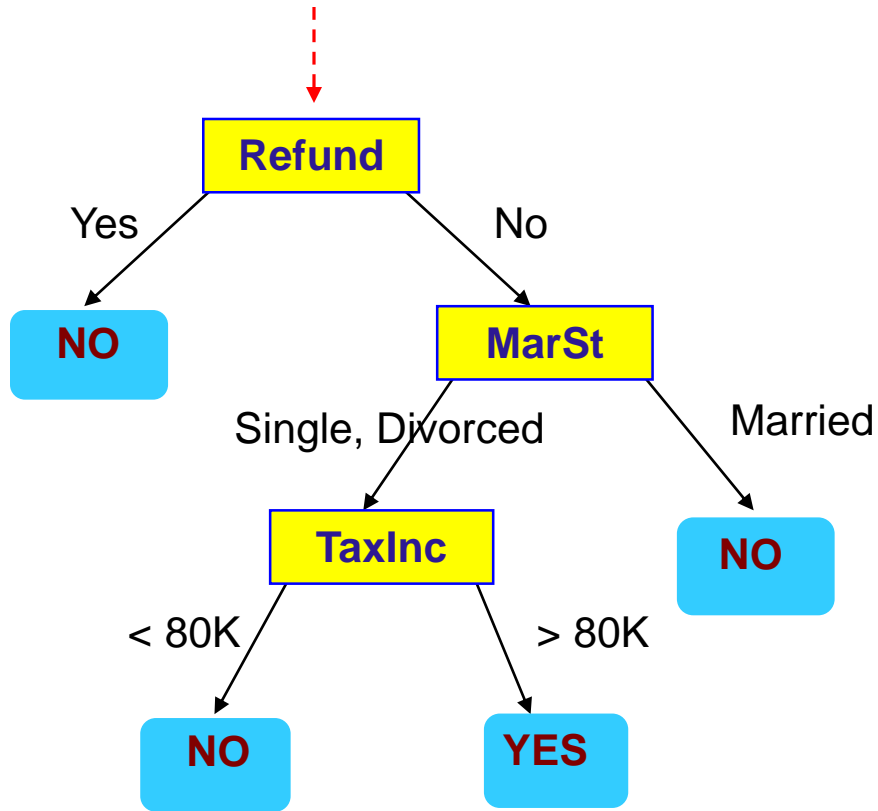 Refund
Yes
No
NO
MarSt
Single, Divorced
Married
TaxInc
NO
< 80K
> 80K
NO
YES